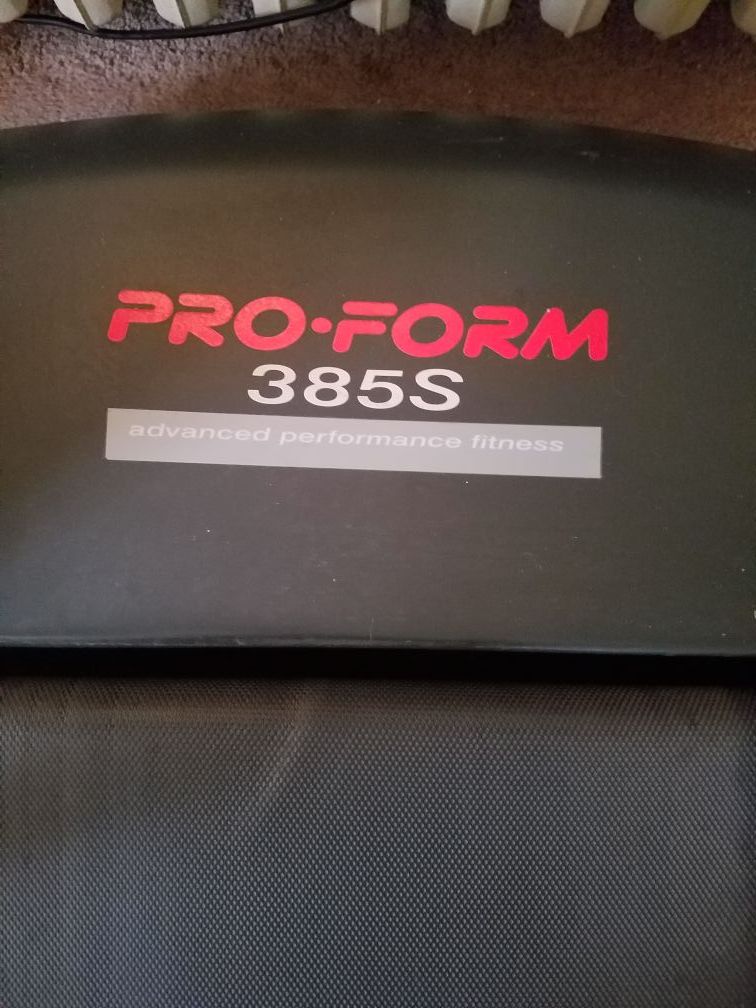 PRO•FORM
385S
advanced performance fitness